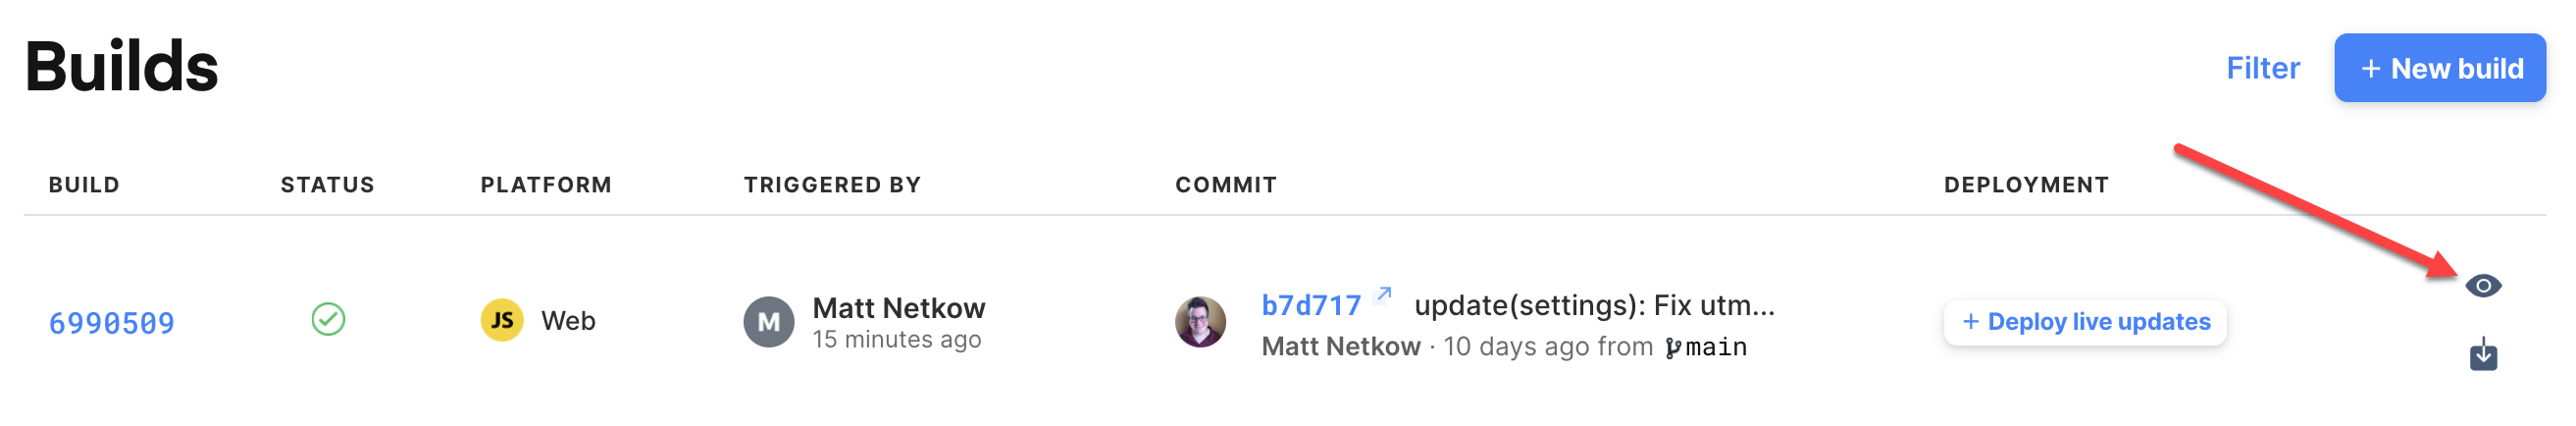 Builds
Filter
+ New build
BUILD STATUS PLATFORM TRIGGERED BY COMMIT DEPLOYMENT
6990509
JS Web
M Matt Netkow
15 minutes ago
b7d717 update(settings): Fix utm...
Matt Netkow · 10 days ago from main
+ Deploy live updates